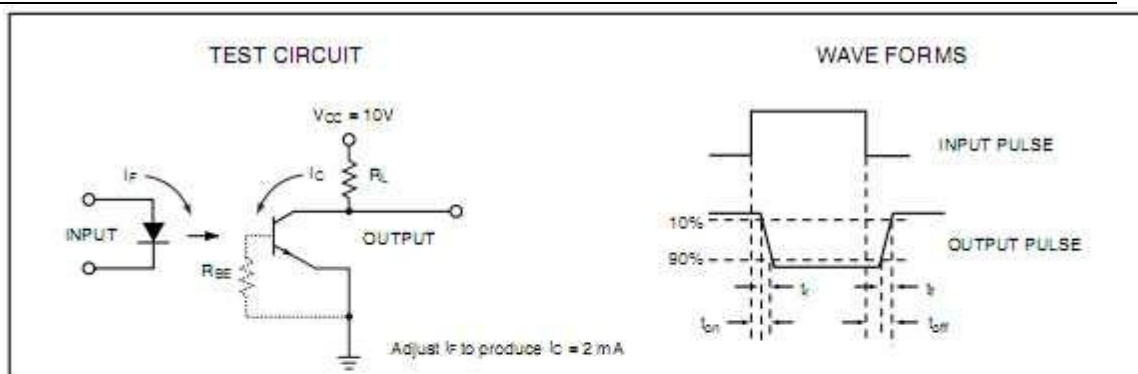 TEST CIRCUIT
VCC = 10V
IF
IC
RL
INPUT
OUTPUT
RBE
Adjust IF to produce IC = 2 mA
WAVE FORMS
INPUT PULSE
10%
90%
OUTPUT PULSE
tr
tf
ton
toff